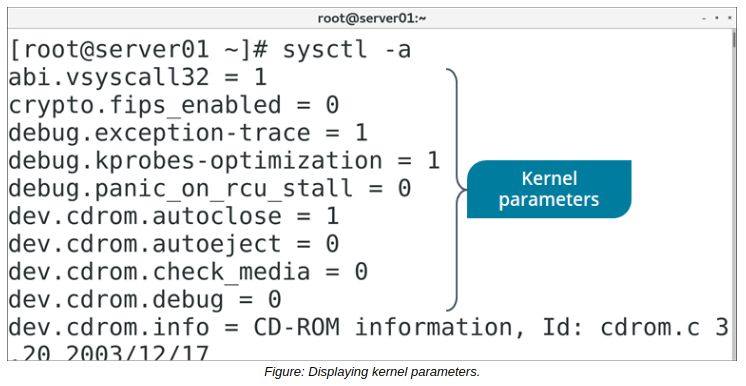 root@server01:~
[root@server01 ~]# sysctl -a
abi.vsyscall32 = 1
crypto.fips_enabled = 0
debug.exception-trace = 1
debug.kprobes-optimization = 1
debug.panic_on_rcu_stall = 0
dev.cdrom.autoclose = 1
dev.cdrom.autoeject = 0
dev.cdrom.check_media = 0
dev.cdrom.debug = 0
dev.cdrom.info = CD-ROM information, Id: cdrom.c 3
.20 2003/12/17
Kernel
parameters
Figure: Displaying kernel parameters.